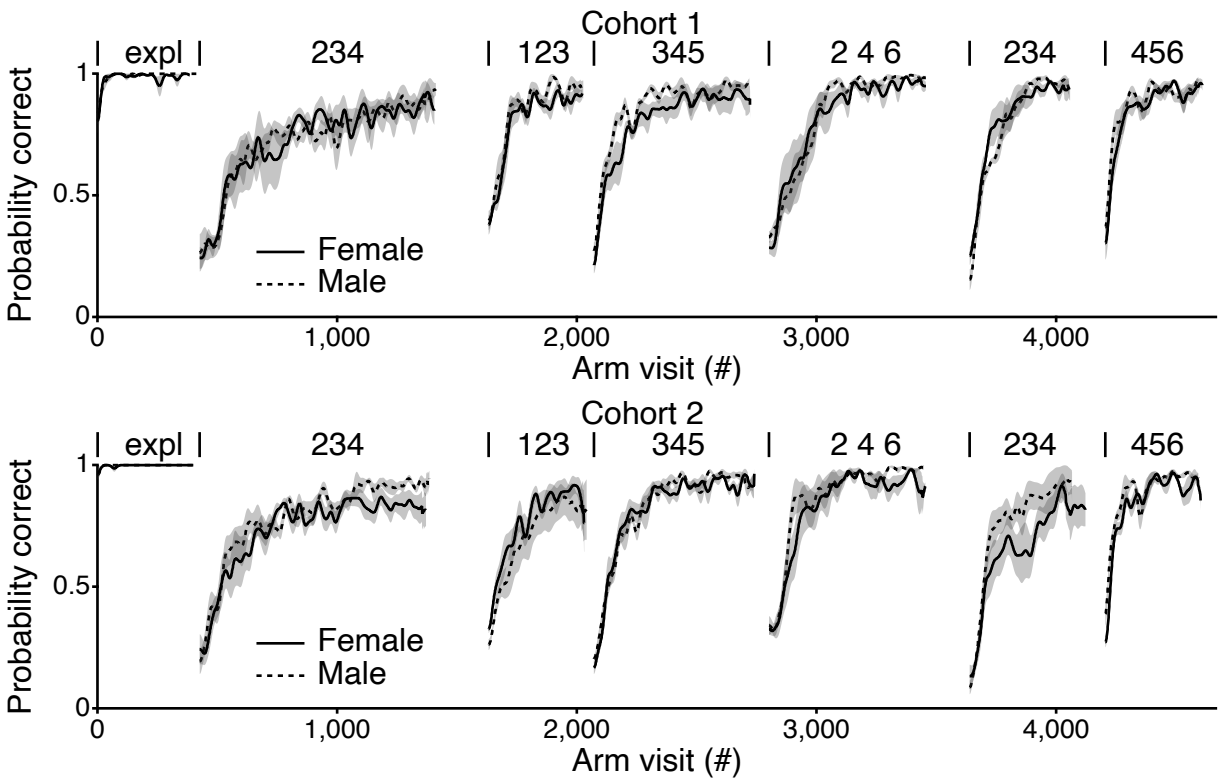 Cohort 1
expl 234 123 345 2 4 6 234 456
Probability correct
1
0.5
0
Female
Male
0 1,000 2,000 3,000 4,000
Arm visit (#)
Cohort 2
expl 234 123 345 2 4 6 234 456
Probability correct
1
0.5
0
Female
Male
0 1,000 2,000 3,000 4,000
Arm visit (#)